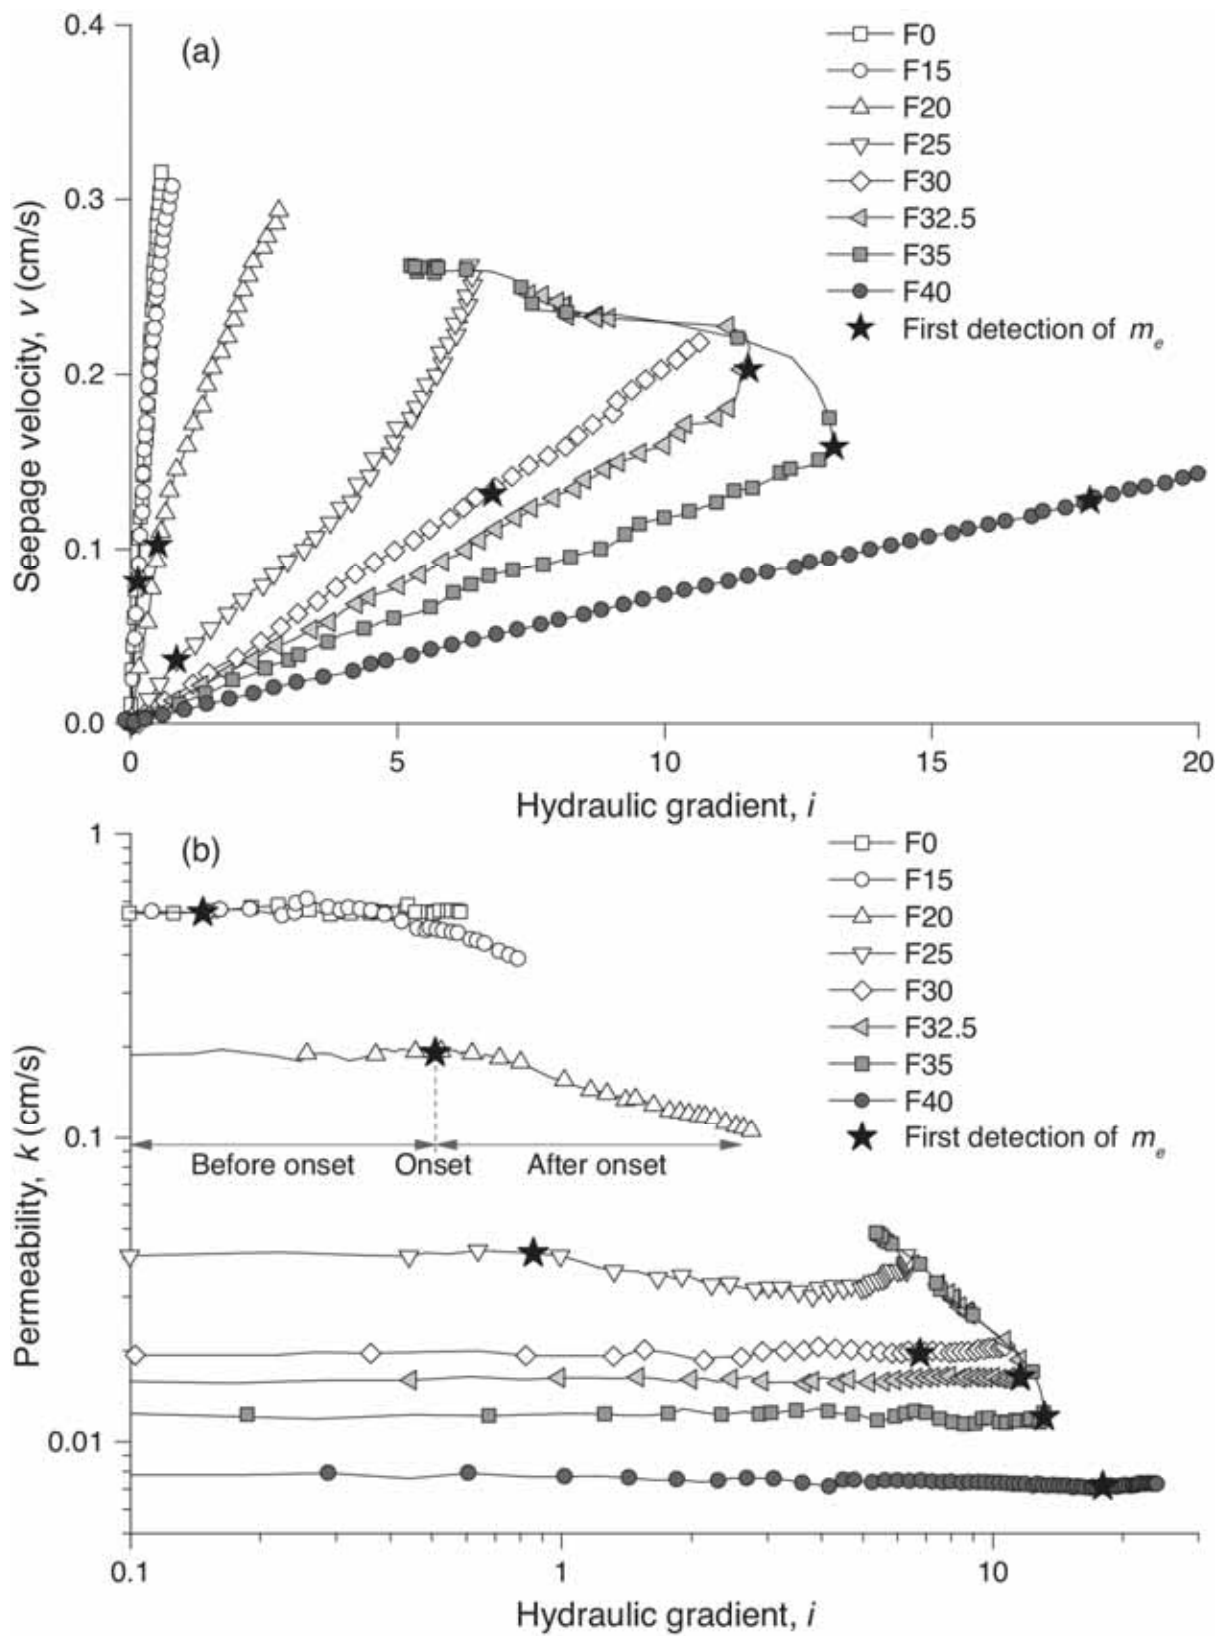 0.4
(a)
F0
F15
F20
F25
F30
F32.5
F35
F40
First detection of me
0.3
0.2
0.1
0.0
Seepage velocity, v (cm/s)
0 5 10 15 20
Hydraulic gradient, i
1
(b)
F0
F15
F20
F25
F30
F32.5
F35
F40
First detection of me
0.1
Before onset Onset After onset
0.01
Permeability, k (cm/s)
0.1 1 10
Hydraulic gradient, i